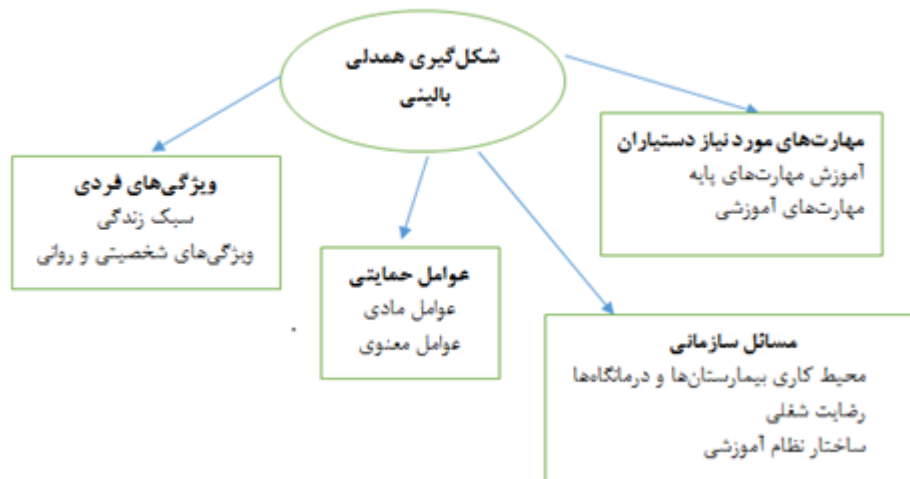 شکل‌گیری همدلی
بالینی
مهارت‌های مورد نیاز دستیاران
آموزش مهارت‌های پایه
مهارت‌های آموزشی
ویژگی‌های فردی
سبک زندگی
ویژگی‌های شخصیتی و روانی
عوامل حمایتی
عوامل مادی
عوامل معنوی
مسائل سازمانی
محیط کاری بیمارستان‌ها و درمانگاه‌ها
رضایت شغلی
ساختار نظام آموزشی